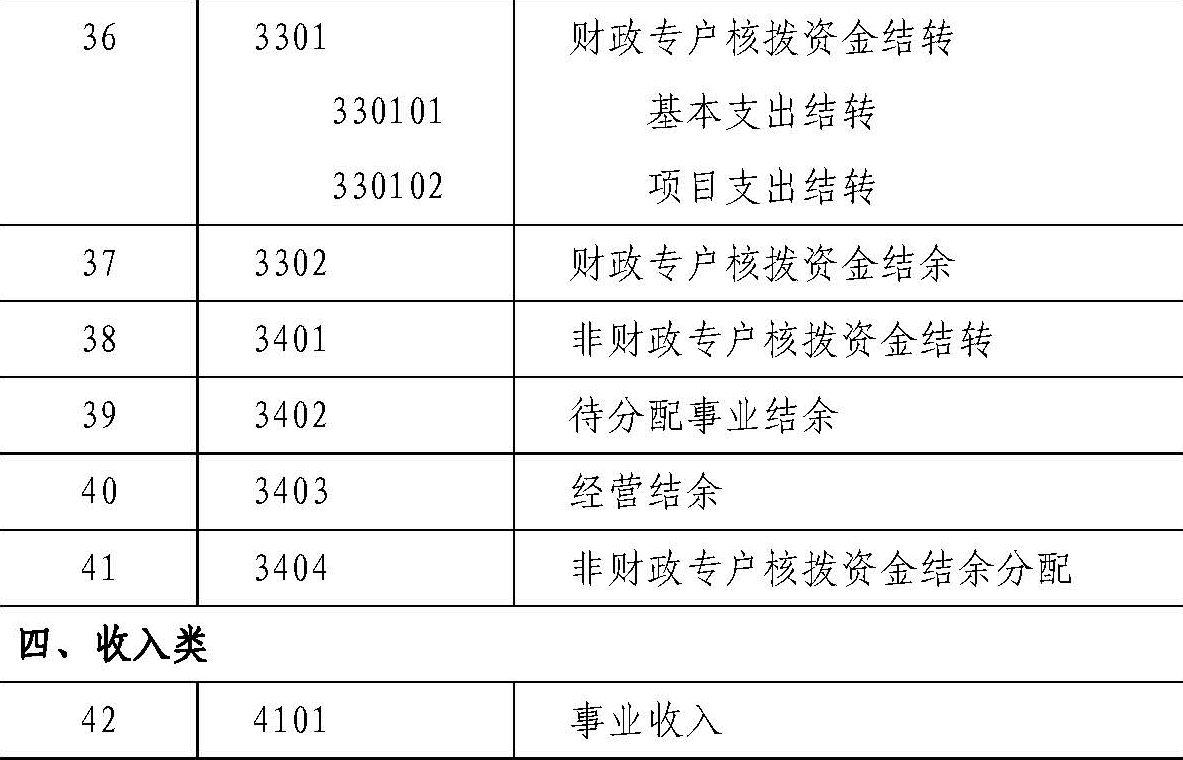 36 3301 财政专户核拨资金结转
330101 基本支出结转
330102 项目支出结转
37 3302 财政专户核拨资金结余
38 3401 非财政专户核拨资金结转
39 3402 待分配事业结余
40 3403 经营结余
41 3404 非财政专户核拨资金结余分配
四、收入类
42 4101 事业收入